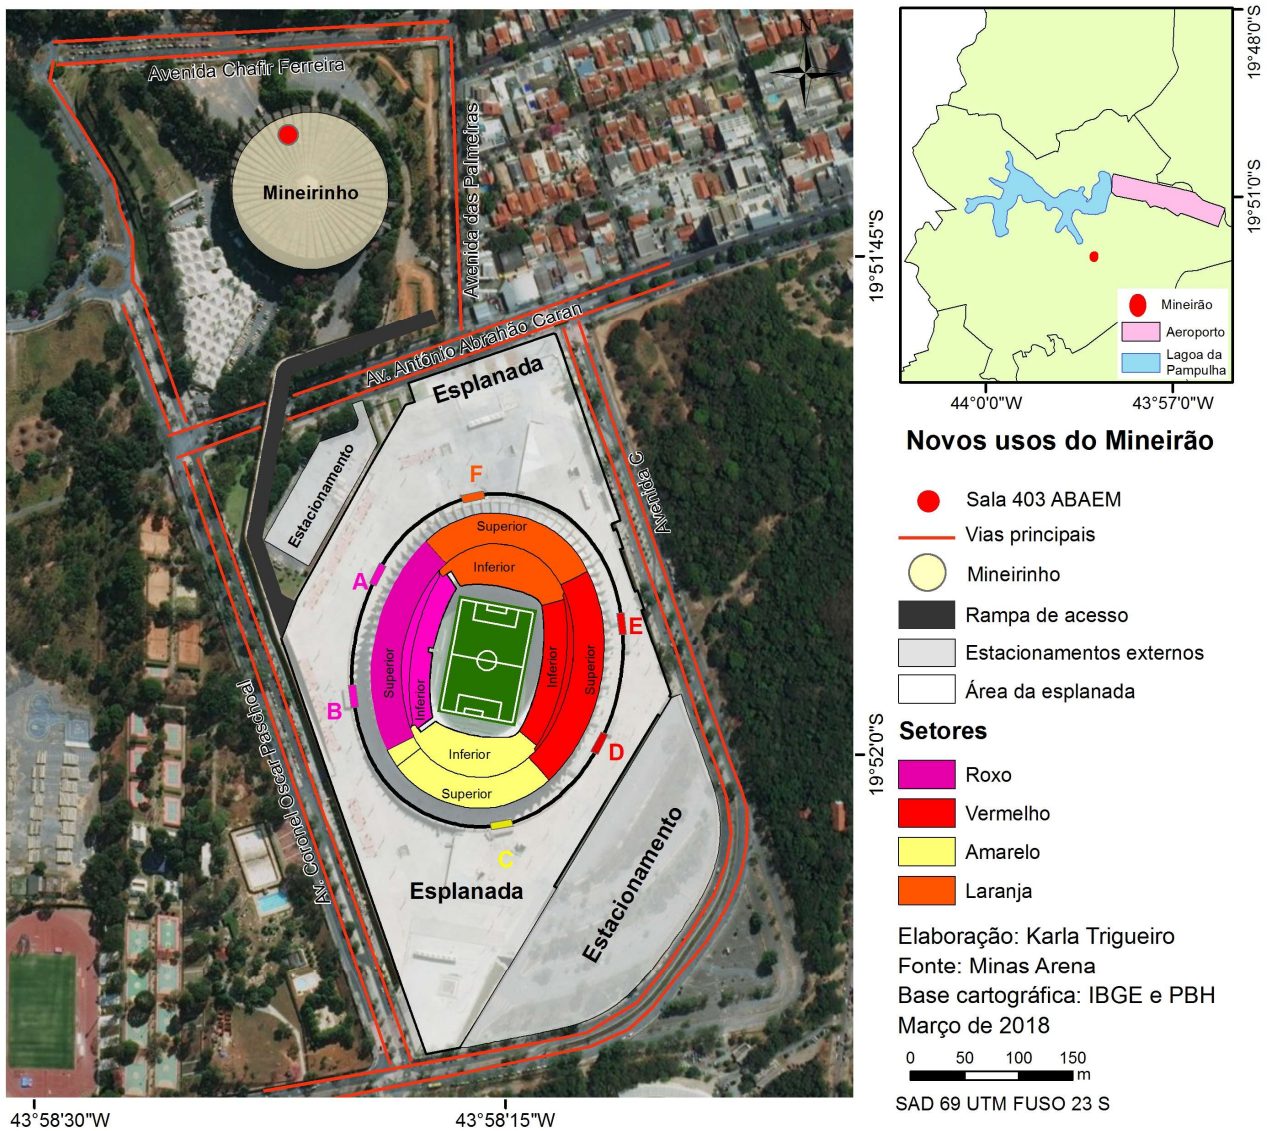 N
Avenida Chafir Ferreira
Mineirinho
Avenida das Palmeiras
Av. Antônio Abrahão Caran
Esplanada
Estacionamento
Avenida C
F
A
E
B
D
C
Superior
Inferior
Superior
Inferior
Inferior
Superior
Inferior
Superior
Av. Coronel Oscar Paschoal
Esplanada
Estacionamento
43°58'30"W
43°58'15"W
19°51'45"S
19°52'0"S
19°48'0"S
19°51'0"S
44°0'0"W
43°57'0"W
Mineirão
Aeroporto
Lagoa da
Pampulha
Novos usos do Mineirão
Sala 403 ABAEM
Vias principais
Mineirinho
Rampa de acesso
Estacionamentos externos
Área da esplanada
Setores
Roxo
Vermelho
Amarelo
Laranja
Elaboração: Karla Trigueiro
Fonte: Minas Arena
Base cartográfica: IBGE e PBH
Março de 2018
0 50 100 150
m
SAD 69 UTM FUSO 23 S